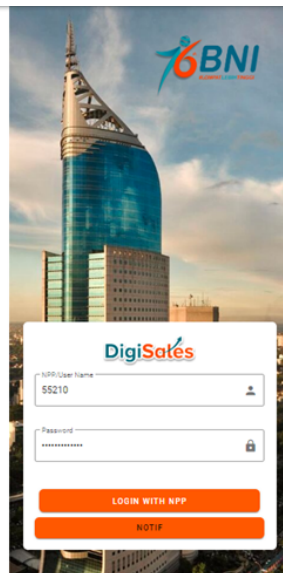 76 BNI
DigiSales
NPP/User Name
55210
Password
•••••••••••••
LOGIN WITH NPP
NOTIF